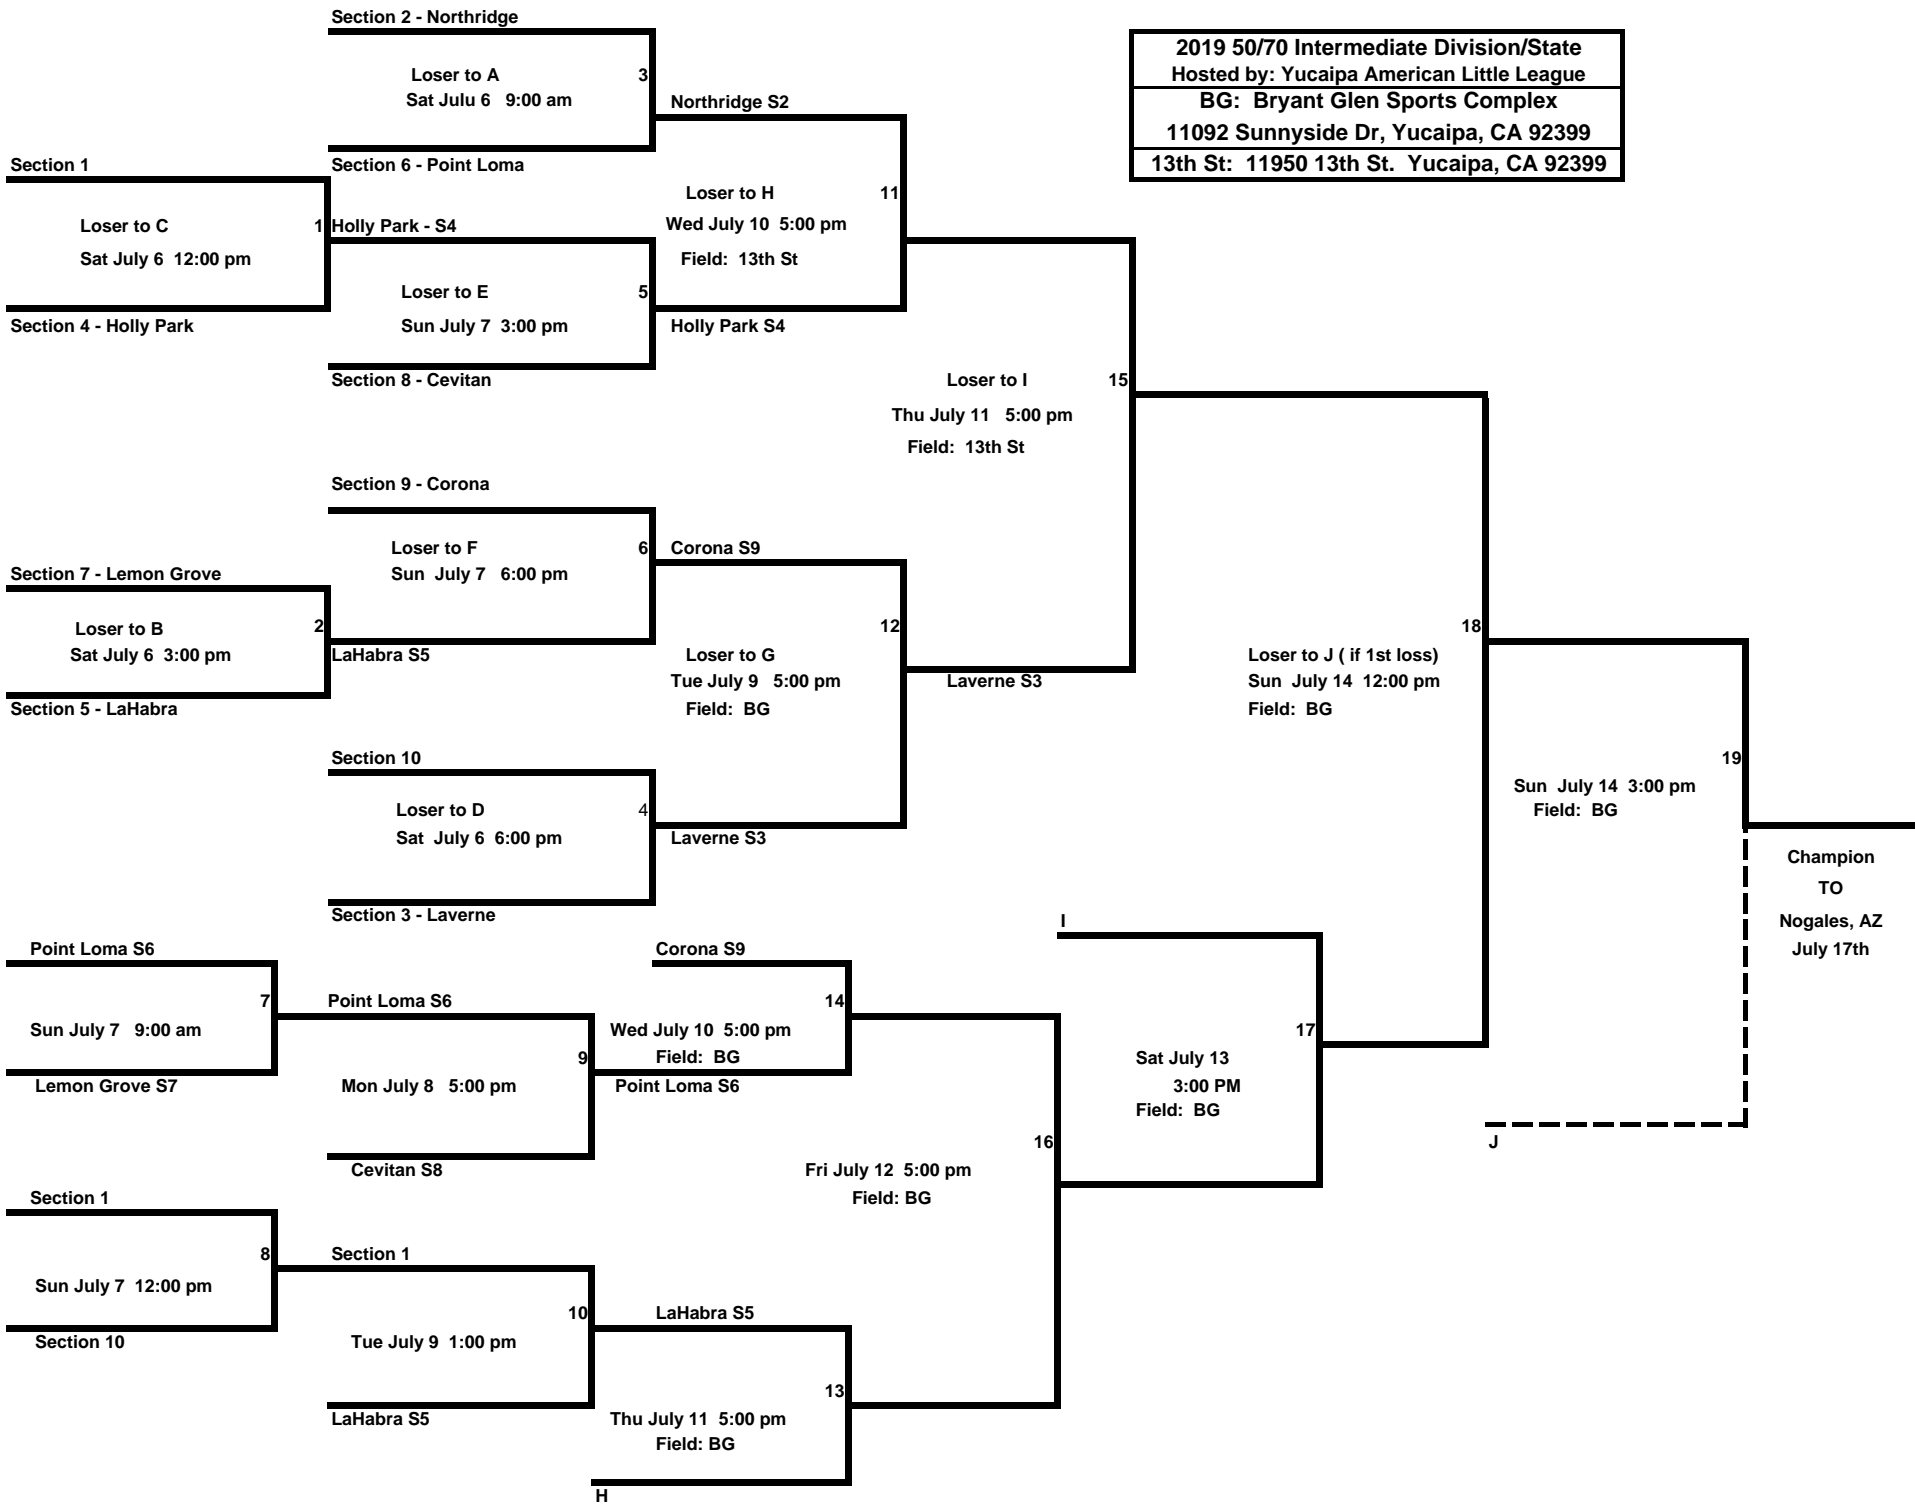 Section 2 - Northridge
2019 50/70 Intermediate Division/State
Hosted by: Yucaipa American Little League
BG:  Bryant Glen Sports Complex
11092 Sunnyside Dr, Yucaipa, CA 92399
13th St:  11950 13th St.  Yucaipa, CA 92399
Loser to A
3
Sat Julu 6   9:00 am
Northridge S2
Section 1
Section 6 - Point Loma
Loser to H
11
Loser to C
1
Holly Park - S4
Wed July 10  5:00 pm
Sat July 6  12:00 pm
Field:  13th St
Loser to E
5
Section 4 - Holly Park
Sun July 7  3:00 pm
Holly Park S4
Section 8 - Cevitan
Loser to I
15
Thu July 11   5:00 pm
Field:  13th St
Section 9 - Corona
Loser to F
6
Corona S9
Section 7 - Lemon Grove
Sun  July 7   6:00 pm
Loser to B
2
12
18
Sat July 6  3:00 pm
LaHabra S5
Loser to G
Loser to J ( if 1st loss)
Tue July 9   5:00 pm
Laverne S3
Sun  July 14  12:00 pm
Section 5 - LaHabra
Field:  BG
Field:  BG
Section 10
19
Sun  July 14  3:00 pm
Loser to D
4
Field:  BG
Sat  July 6  6:00 pm
Laverne S3
Champion
TO
Nogales, AZ
July 17th
Section 3 - Laverne
I
Point Loma S6
Corona S9
7
Point Loma S6
14
Sun July 7   9:00 am
Wed July 10  5:00 pm
17
Field:  BG
9
Sat July 13
Lemon Grove S7
Mon July 8   5:00 pm
Point Loma S6
3:00 PM
Field:  BG
16
J
Cevitan S8
Fri July 12  5:00 pm
Section 1
Field: BG
8
Section 1
Sun July 7  12:00 pm
10
LaHabra S5
Section 10
Tue July 9  1:00 pm
13
LaHabra S5
Thu July 11  5:00 pm
Field: BG
H